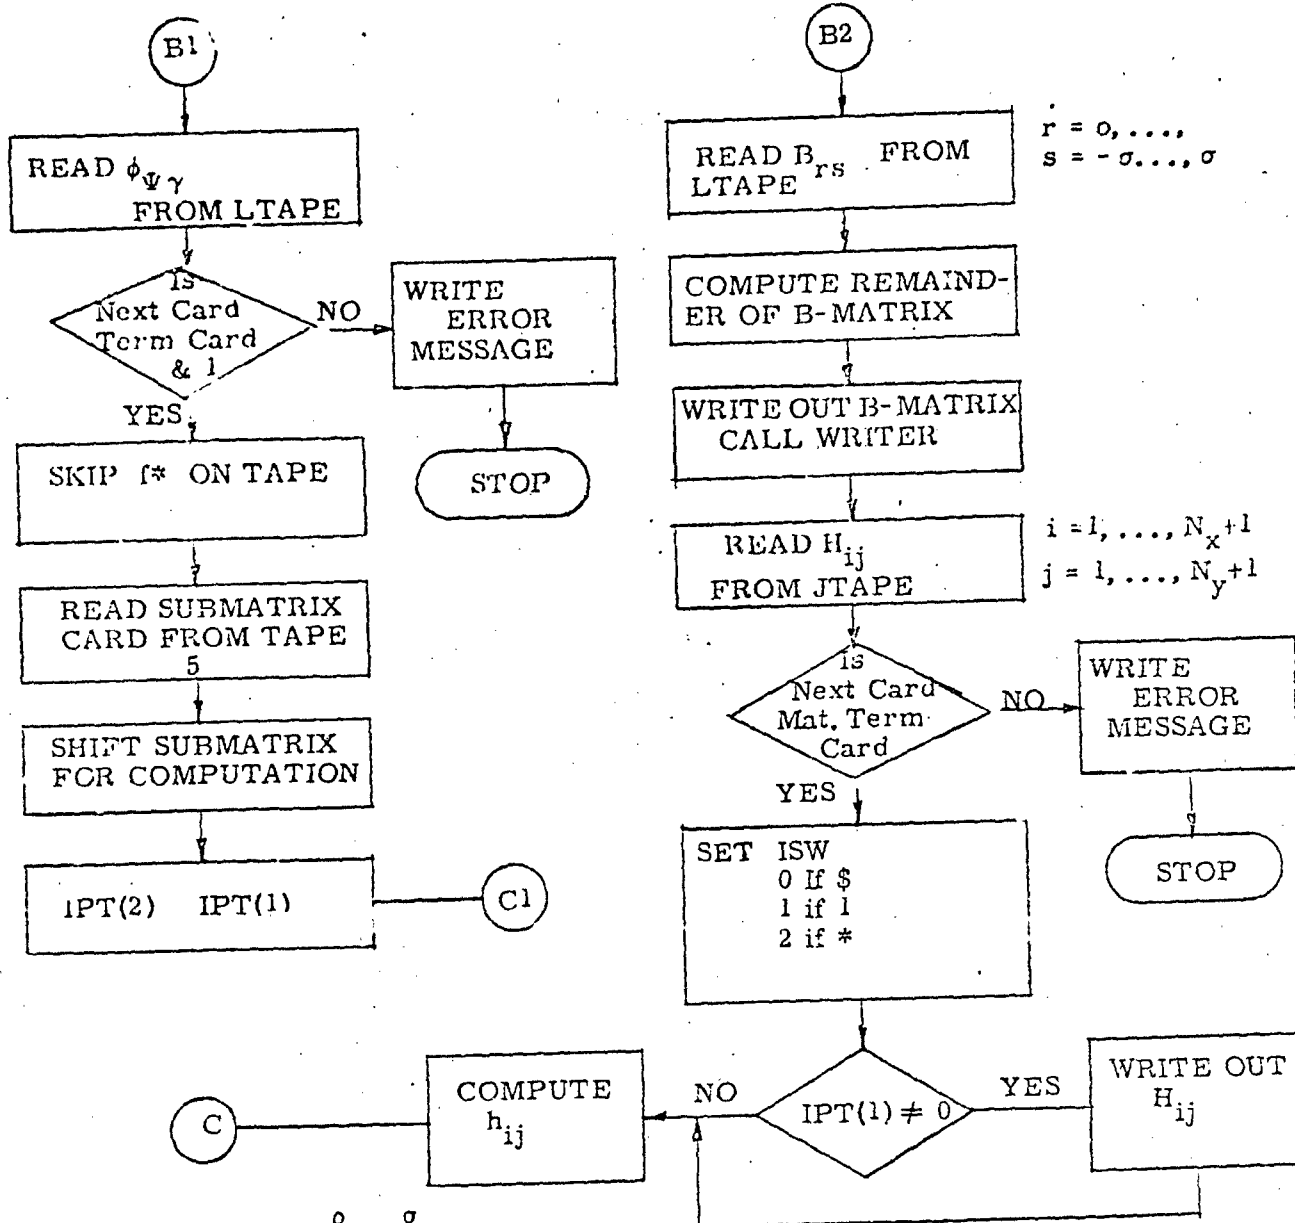 B1
READ ϕΨγ
FROM LTAPE
Is
Next Card
Term Card
& 1
NO
WRITE
ERROR
MESSAGE
STOP
YES
SKIP f* ON TAPE
READ SUBMATRIX
CARD FROM TAPE
5
SHIFT SUBMATRIX
FOR COMPUTATION
IPT(2) IPT(1)
C1
B2
READ Brs FROM
LTAPE
r = o, ...,
s = -σ..., σ
COMPUTE REMAIND-
ER OF B-MATRIX
WRITE OUT B-MATRIX
CALL WRITER
READ Hij
FROM JTAPE
i = 1, ..., Nx+1
j = 1, ..., Ny+1
Is
Next Card
Mat. Term
Card
NO
WRITE
ERROR
MESSAGE
STOP
YES
SET ISW
0 If $
1 if 1
2 if *
IPT(1) ≠ 0
YES
WRITE OUT
Hij
NO
COMPUTE
hij
C
ρ σ